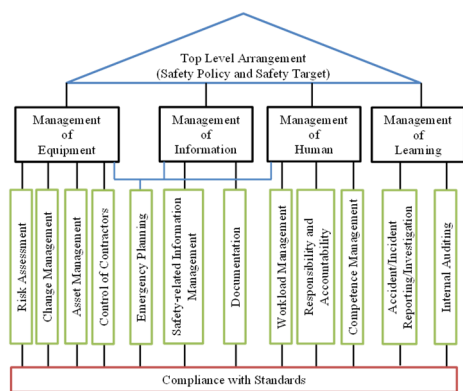 Top Level Arrangement
(Safety Policy and Safety Target)
Management
of
Equipment
Management
of
Information
Management
of
Human
Management
of
Learning
Risk Assessment
Change Management
Asset Management
Control of Contractors
Emergency Planning
Safety-related Information
Management
Documentation
Workload Management
Responsibility and
Accountability
Competence Management
Accident/Incident
Reporting/Investigation
Internal Auditing
Compliance with Standards